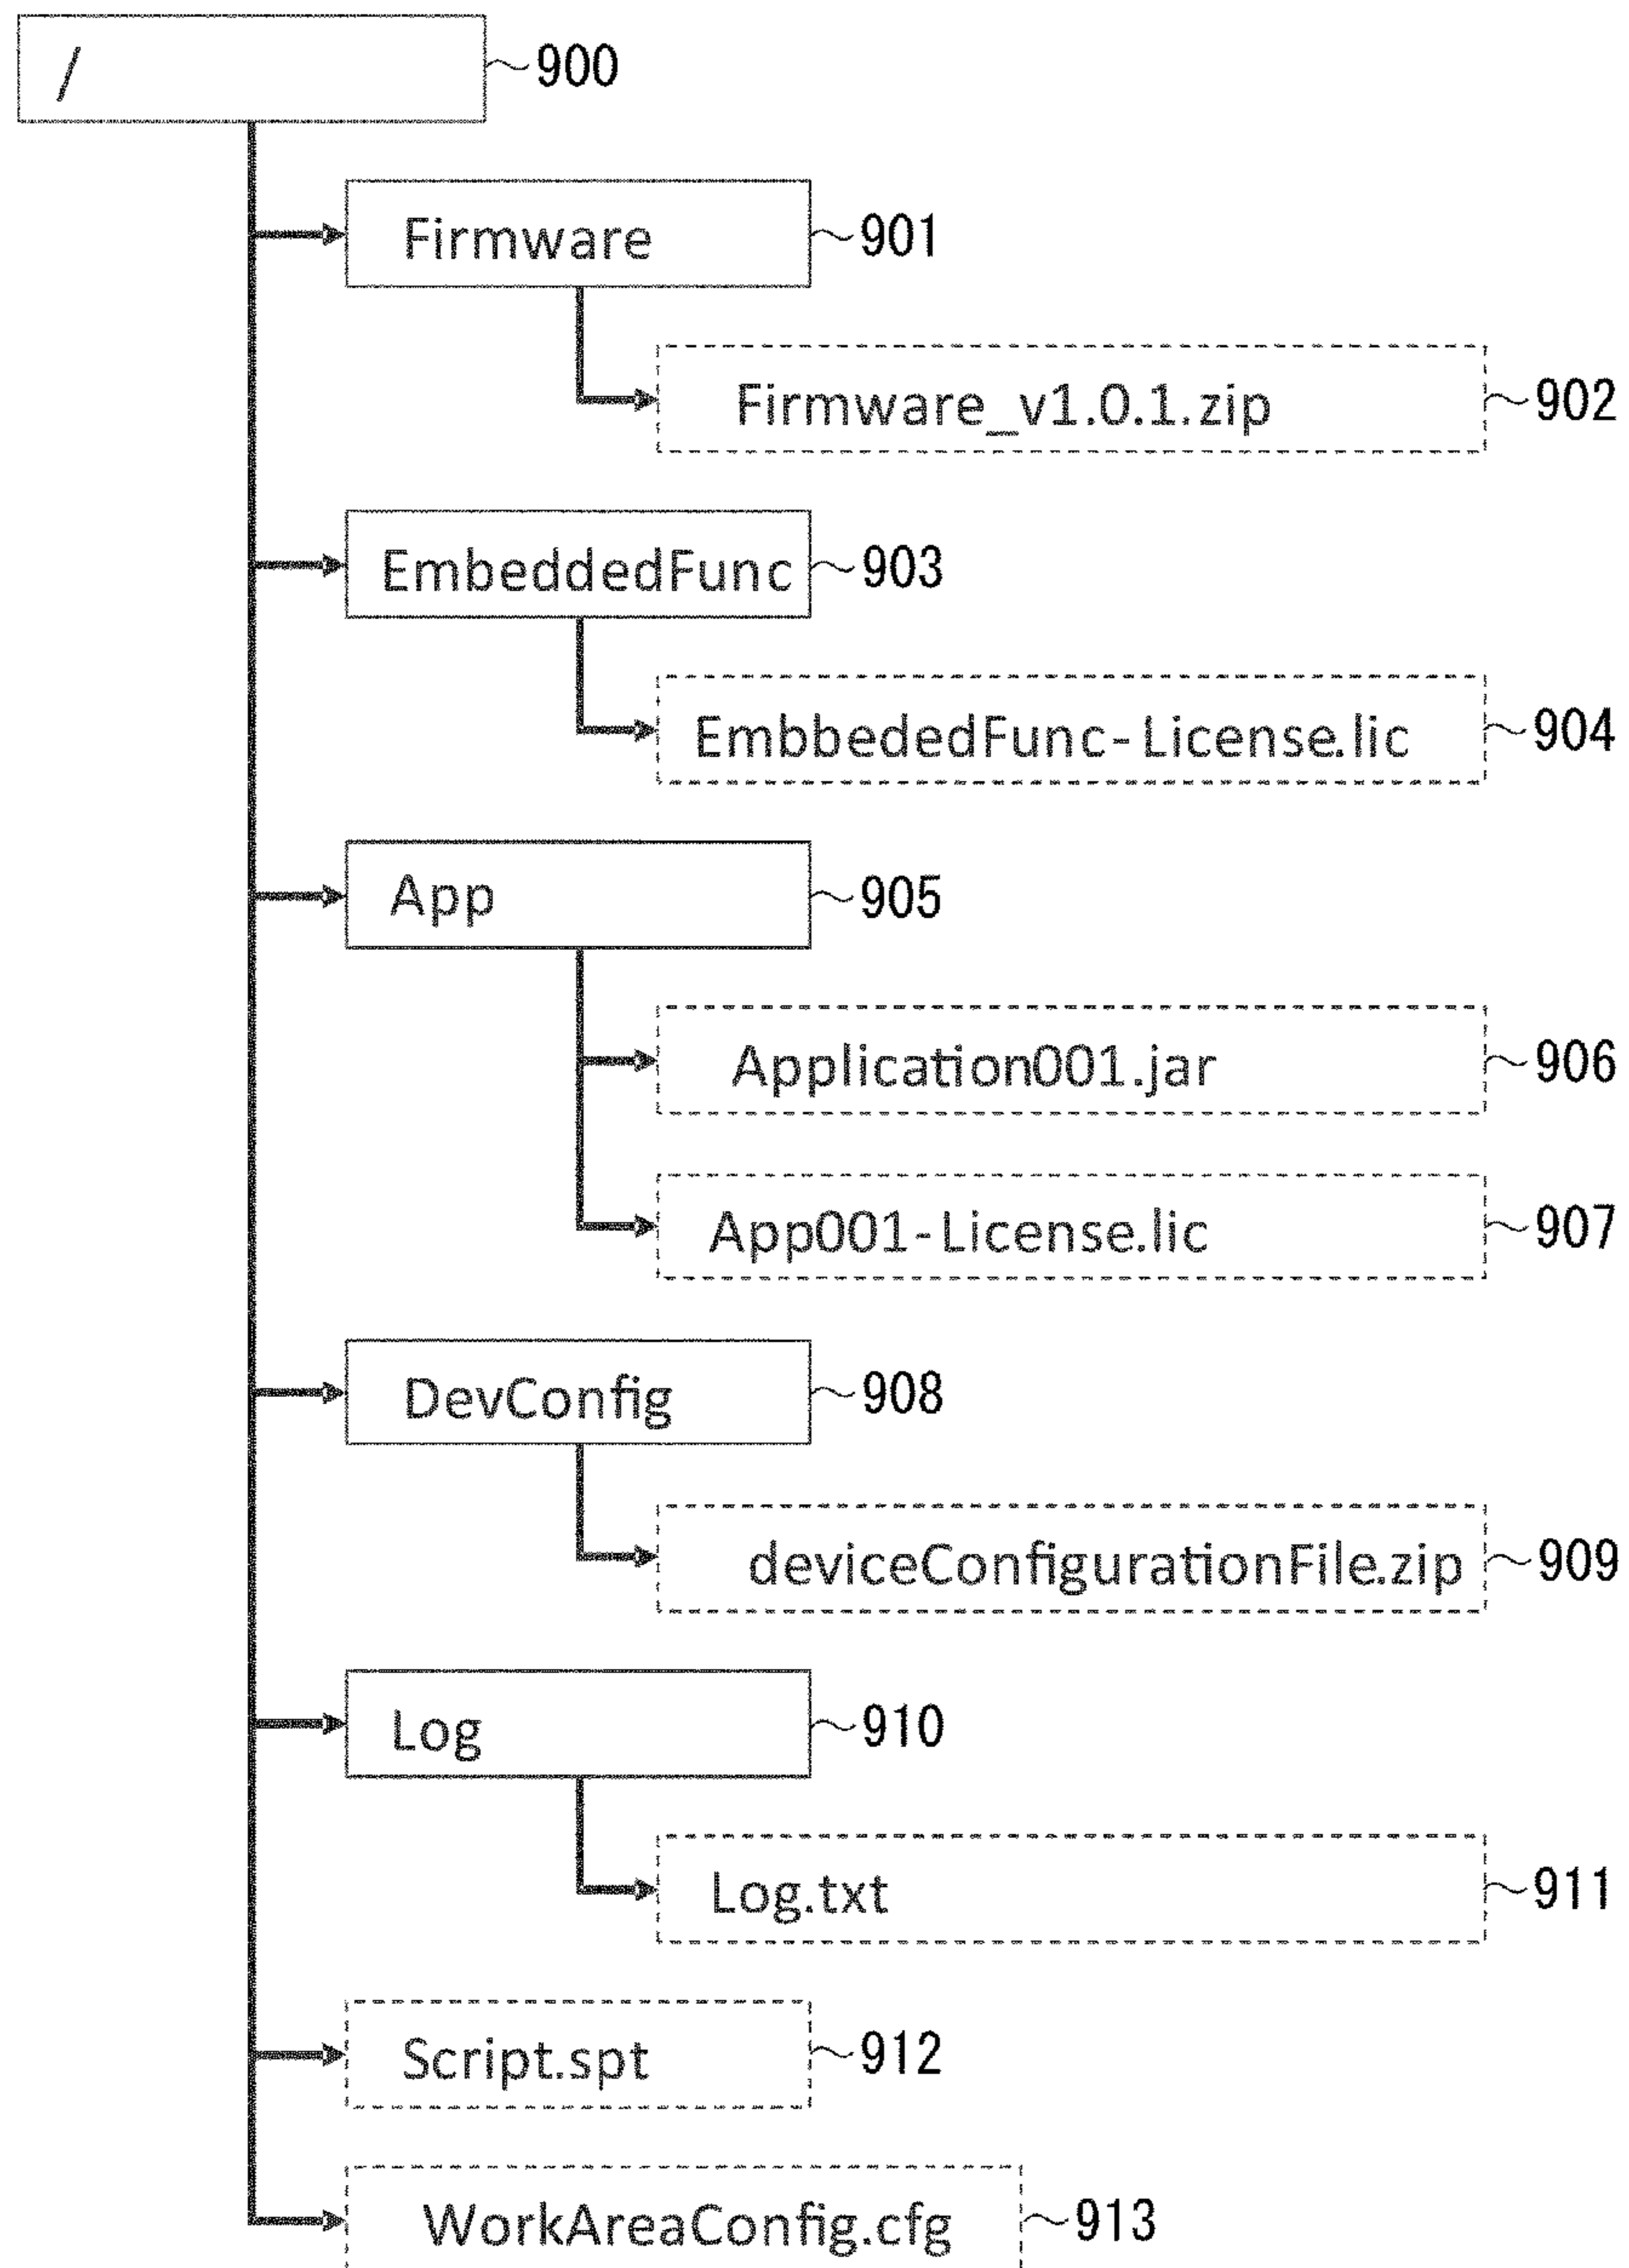 / 900
Firmware 901
Firmware_v1.0.1.zip 902
EmbeddedFunc 903
EmbbededFunc-License.lic 904
App 905
Application001.jar 906
App001-License.lic 907
DevConfig 908
deviceConfigurationFile.zip 909
Log 910
Log.txt 911
Script.spt 912
WorkAreaConfig.cfg 913